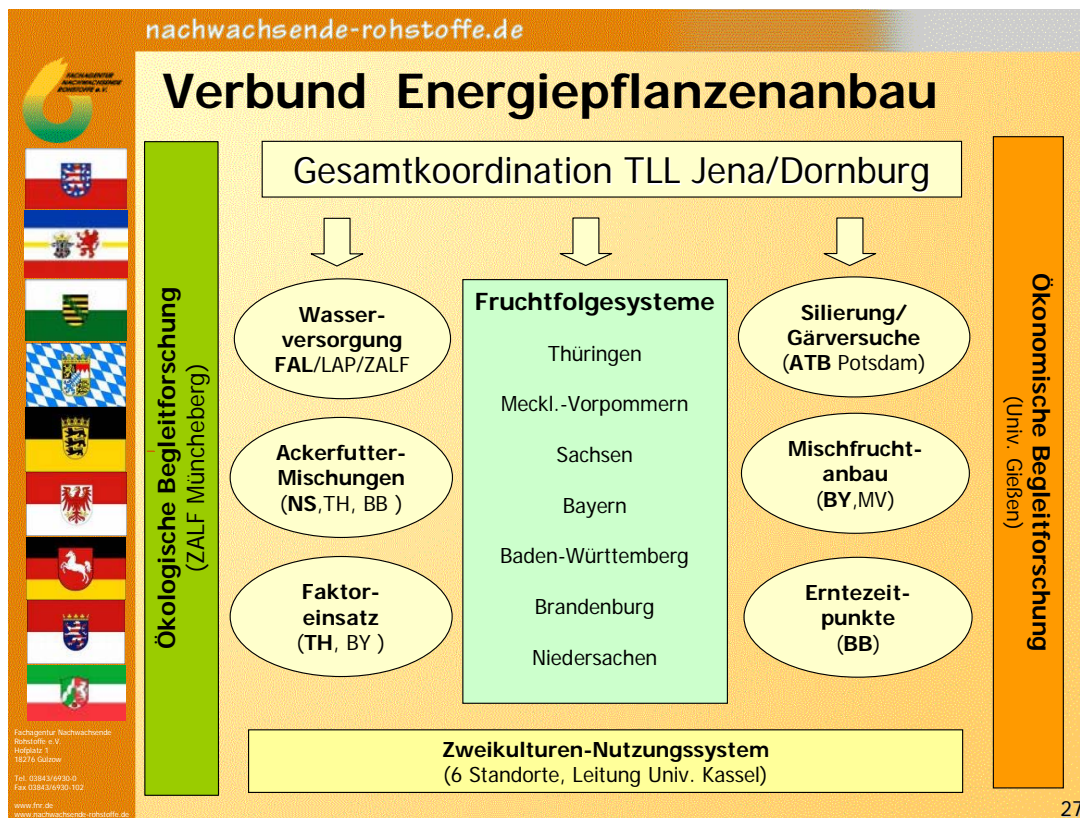 nachwachsende-rohstoffe.de
FACHAGENTUR
NACHWACHSENDE
ROHSTOFFE e.V.
Verbund Energiepflanzenanbau
Gesamtkoordination TLL Jena/Dornburg
Ökologische Begleitforschung
(ZALF Müncheberg)
Wasser-
versorgung
FAL/LAP/ZALF
Ackerfutter-
Mischungen
(NS,TH, BB )
Faktor-
einsatz
(TH, BY )
Fruchtfolgesysteme
Thüringen
Meckl.-Vorpommern
Sachsen
Bayern
Baden-Württemberg
Brandenburg
Niedersachen
Silierung/
Gärversuche
(ATB Potsdam)
Mischfrucht-
anbau
(BY,MV)
Erntezeit-
punkte
(BB)
Ökonomische Begleitforschung
(Univ. Gießen)
Zweikulturen-Nutzungssystem
(6 Standorte, Leitung Univ. Kassel)
Fachagentur Nachwachsende
Rohstoffe e.V.
Hofplatz 1
18276 Gülzow
Tel. 03843/6930-0
Fax 03843/6930-102
www.fnr.de
www.nachwachsende-rohstoffe.de
27